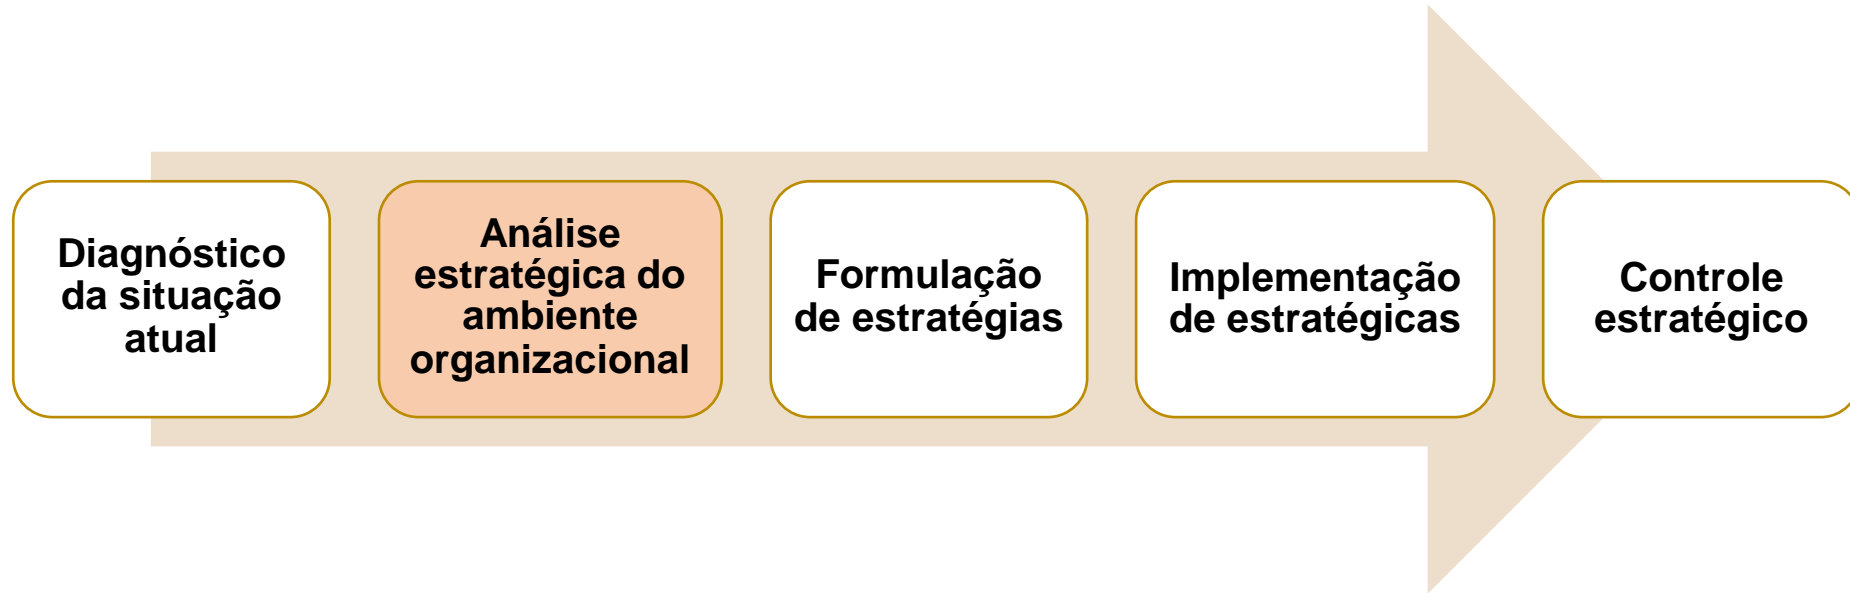 Diagnóstico
da situação
atual
Análise
estratégica do
ambiente
organizacional
Formulação
de estratégias
Implementação
de estratégicas
Controle
estratégico